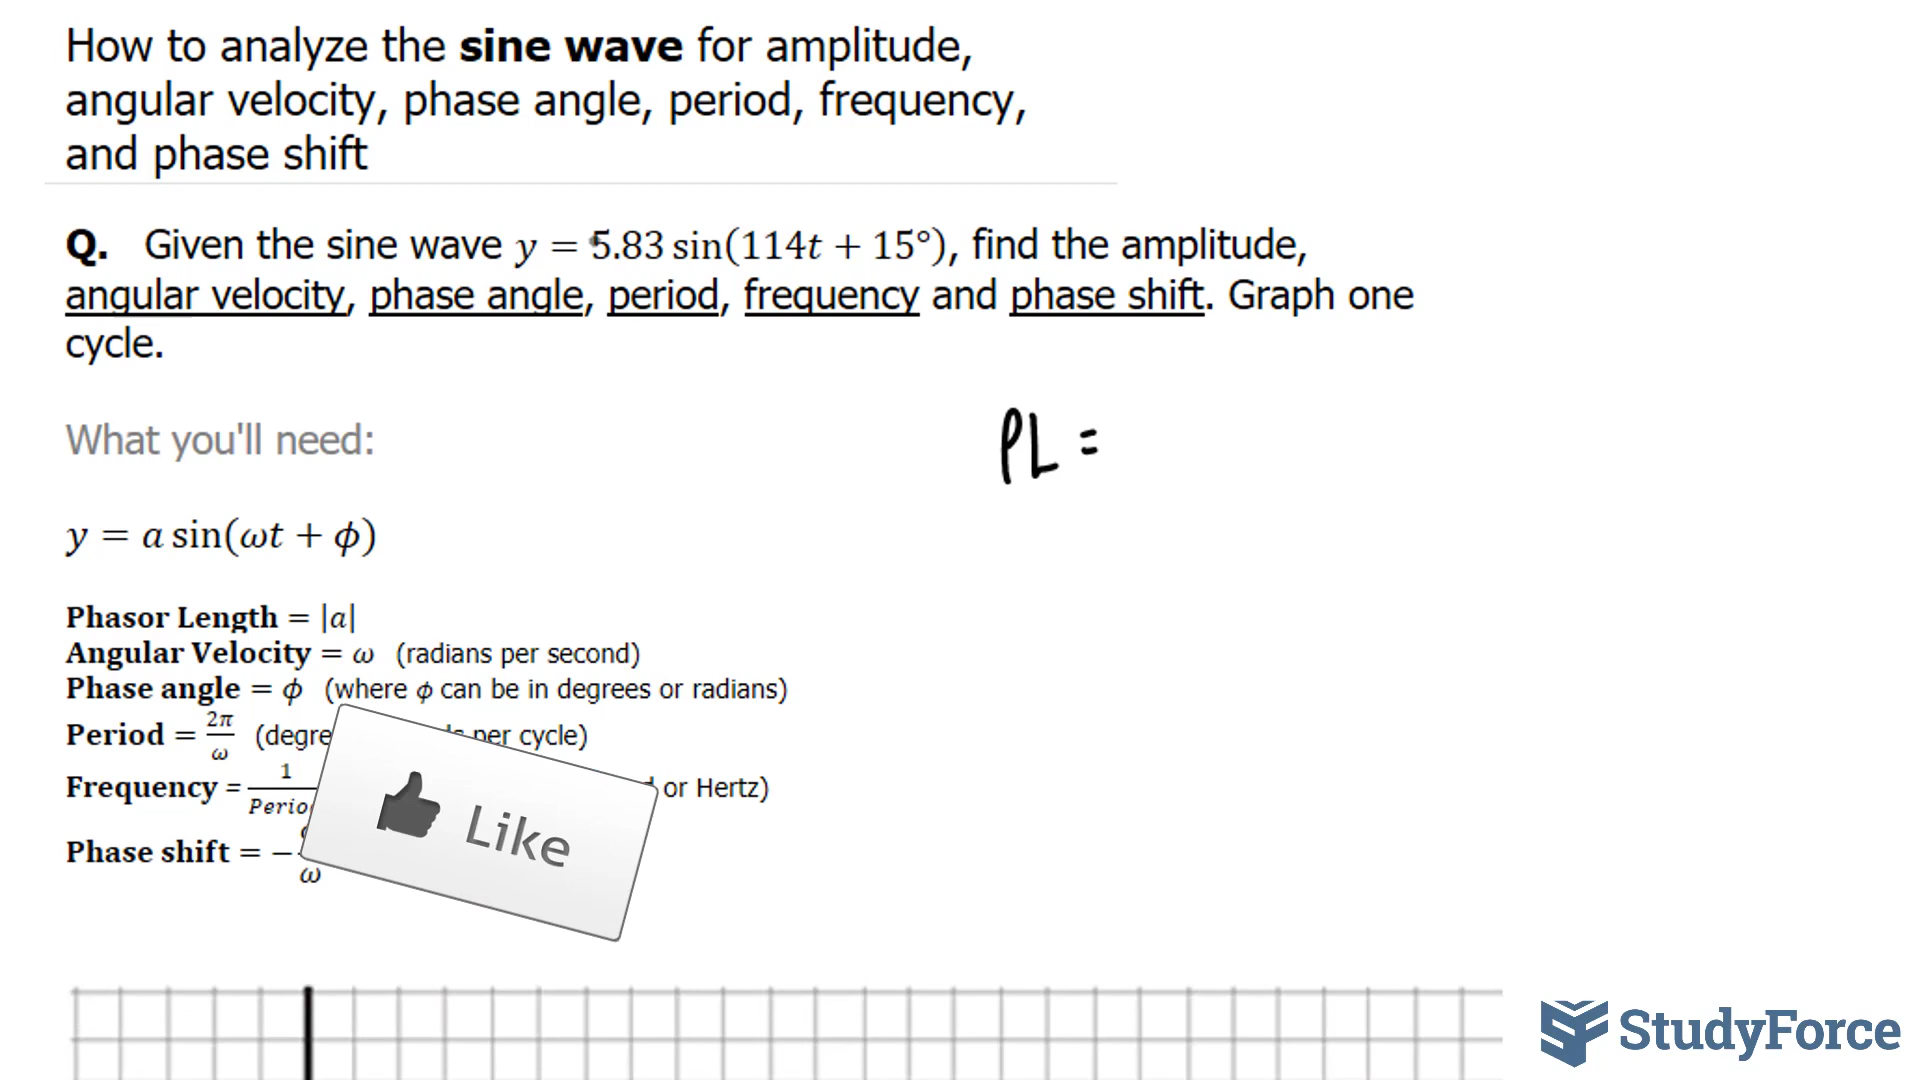 How to analyze the sine wave for amplitude,
angular velocity, phase angle, period, frequency,
and phase shift
Q. Given the sine wave y = 5.83 sin(114t + 15°), find the amplitude,
angular velocity, phase angle, period, frequency and phase shift. Graph one
cycle.
What you'll need:
PL =
y = a sin(ωt + ϕ)
Phasor Length = |a|
Angular Velocity = ω (radians per second)
Phase angle = ϕ (where ϕ can be in degrees or radians)
Period = 2π/ω per cycle)
Frequency = 1 or Hertz)
Phase shift = − ω
Like
StudyForce